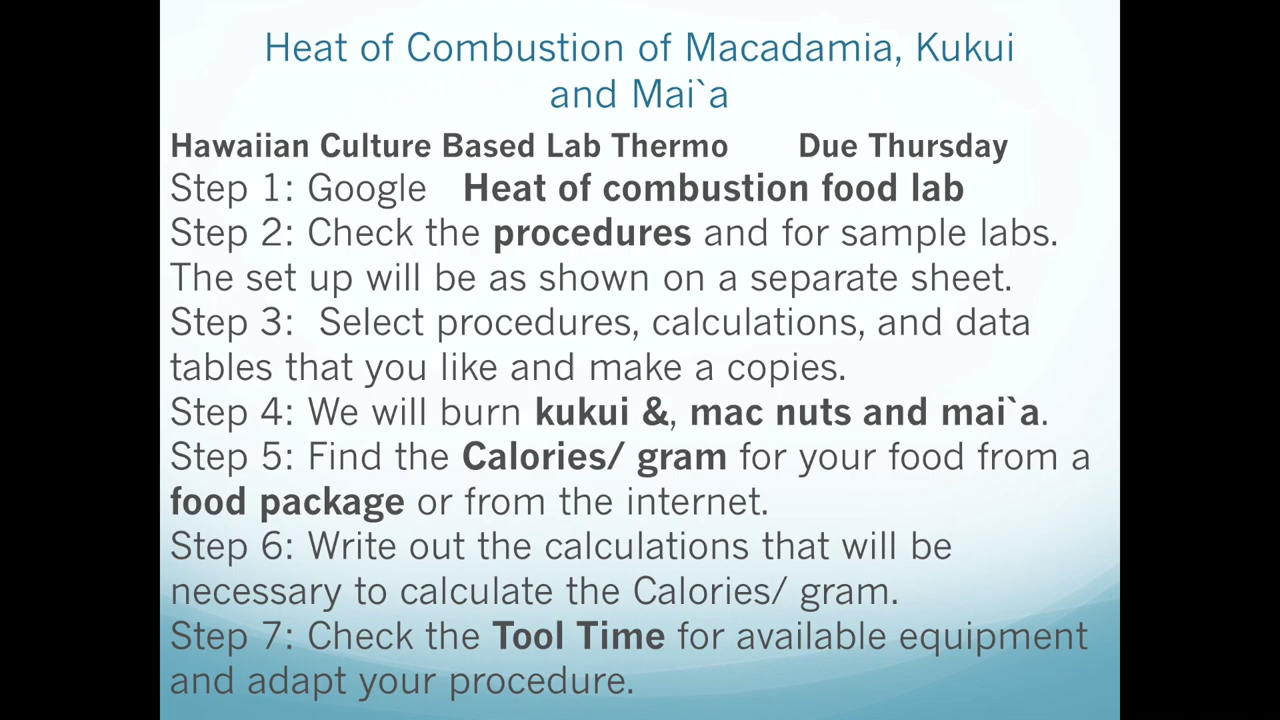 Heat of Combustion of Macadamia, Kukui
and Mai`a
Hawaiian Culture Based Lab Thermo Due Thursday
Step 1: Google Heat of combustion food lab
Step 2: Check the procedures and for sample labs.
The set up will be as shown on a separate sheet.
Step 3: Select procedures, calculations, and data
tables that you like and make a copies.
Step 4: We will burn kukui &, mac nuts and mai`a.
Step 5: Find the Calories/ gram for your food from a
food package or from the internet.
Step 6: Write out the calculations that will be
necessary to calculate the Calories/ gram.
Step 7: Check the Tool Time for available equipment
and adapt your procedure.